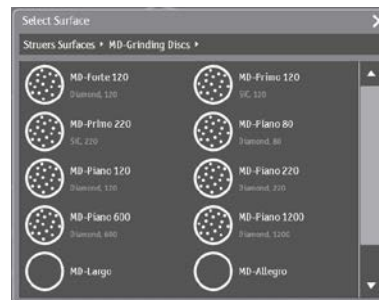 Select Surface
Struers Surfaces ▸ MD-Grinding Discs ▸
MD-Forte 120
Diamond, 120
MD-Primo 120
SiC, 120
MD-Primo 220
SiC, 220
MD-Piano 80
Diamond, 80
MD-Piano 120
Diamond, 120
MD-Piano 220
Diamond, 220
MD-Piano 600
Diamond, 600
MD-Piano 1200
Diamond, 1200
MD-Largo
MD-Allegro